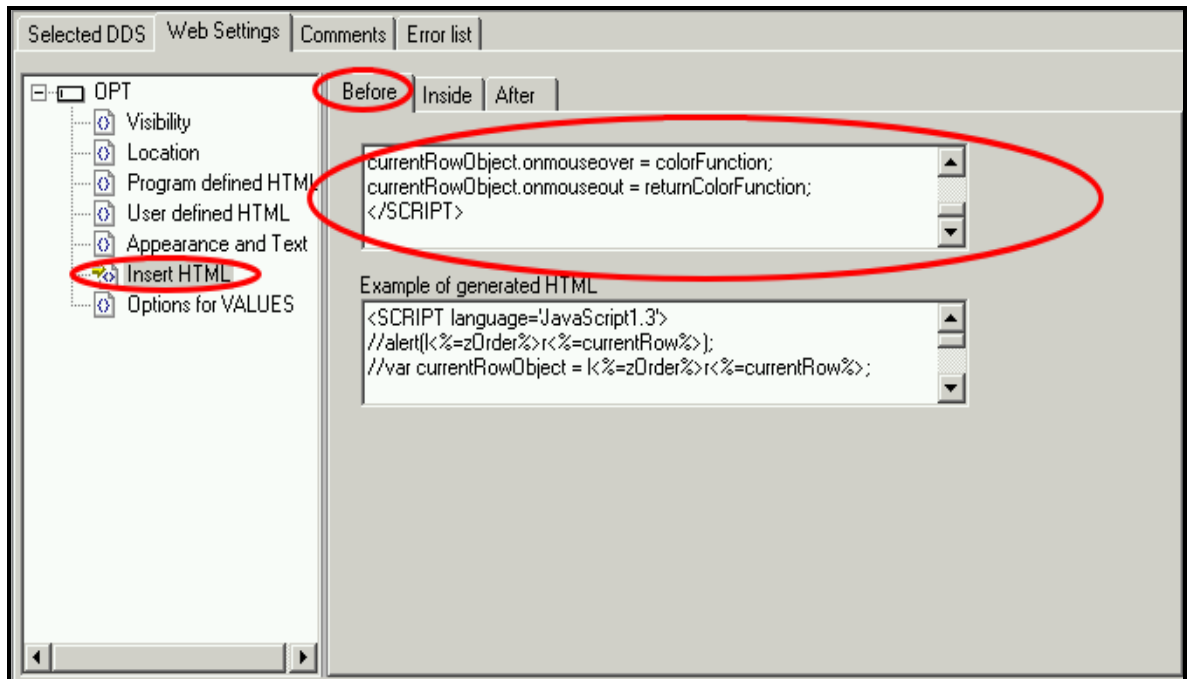 Selected DDS Web Settings Comments Error list
OPT
Visibility
Location
Program defined HTML
User defined HTML
Appearance and Text
Insert HTML
Options for VALUES
Before Inside After
currentRowObject.onmouseover = colorFunction;
currentRowObject.onmouseout = returnColorFunction;
</SCRIPT>
Example of generated HTML
<SCRIPT language='JavaScript1.3'>
//alert(l<%=zOrder%>r<%=currentRow%>);
//var currentRowObject = l<%=zOrder%>r<%=currentRow%>;